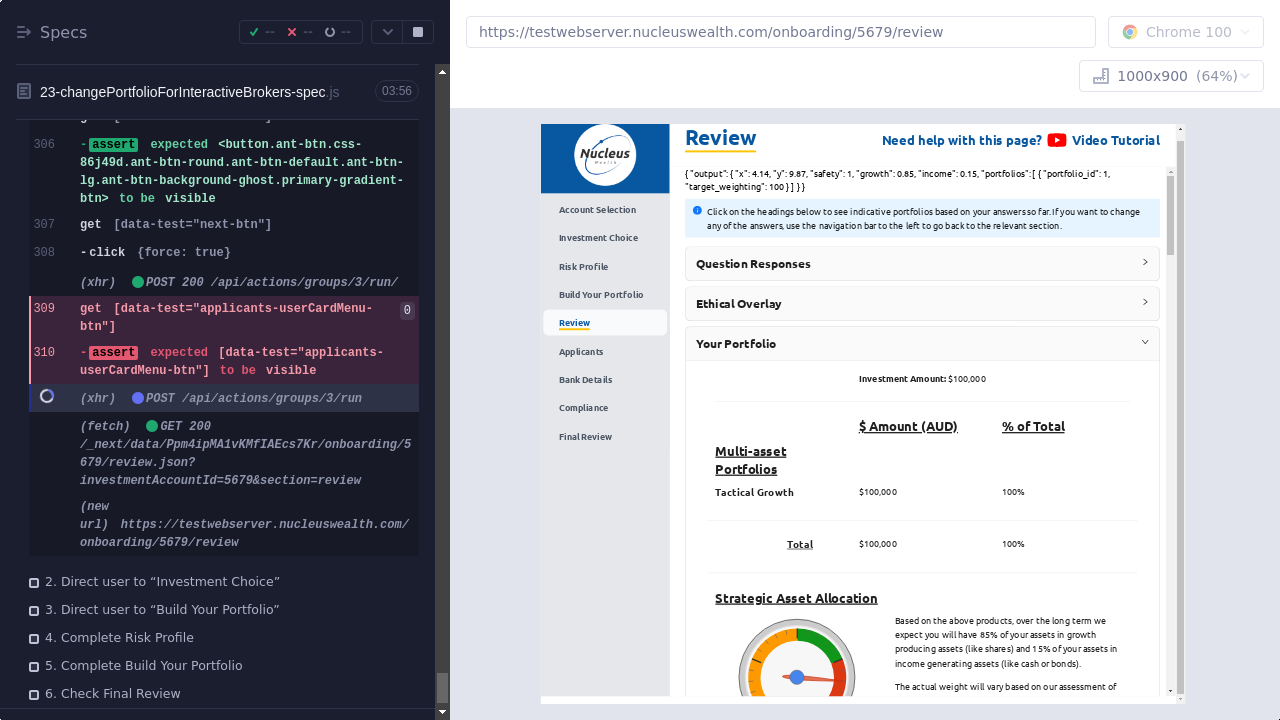 Specs
--
--
--
https://testwebserver.nucleuswealth.com/onboarding/5679/review
Chrome 100
1000x900 (64%)
23-changePortfolioForInteractiveBrokers-spec.js
03:56
306 -assert expected <button.ant-btn.css-
86j49d.ant-btn-round.ant-btn-default.ant-btn-
lg.ant-btn-background-ghost.primary-gradient-
btn> to be visible
307 get [data-test="next-btn"]
308 -click {force: true}
(xhr) POST 200 /api/actions/groups/3/run/
309 get [data-test="applicants-userCardMenu-
btn"]
0
310 -assert expected [data-test="applicants-
userCardMenu-btn"] to be visible
(xhr) POST /api/actions/groups/3/run
(fetch) GET 200
/_next/data/Ppm4ipMA1vKMfIAEcs7Kr/onboarding/5
679/review.json?
investmentAccountId=5679&section=review
(new
url) https://testwebserver.nucleuswealth.com/
onboarding/5679/review
2. Direct user to “Investment Choice”
3. Direct user to “Build Your Portfolio”
4. Complete Risk Profile
5. Complete Build Your Portfolio
6. Check Final Review
Nucleus
Wealth
Account Selection
Investment Choice
Risk Profile
Build Your Portfolio
Review
Applicants
Bank Details
Compliance
Final Review
Review
Need help with this page? Video Tutorial
{ "output": { "x": 4.14, "y": 9.87, "safety": 1, "growth": 0.85, "income": 0.15, "portfolios": [ { "portfolio_id": 1,
"target_weighting": 100 } ] } }
Click on the headings below to see indicative portfolios based on your answers so far. If you want to change
any of the answers, use the navigation bar to the left to go back to the relevant section.
Question Responses
Ethical Overlay
Your Portfolio
Investment Amount: $100,000
$ Amount (AUD) % of Total
Multi-asset
Portfolios
Tactical Growth $100,000 100%
Total $100,000 100%
Strategic Asset Allocation
Based on the above products, over the long term we
expect you will have 85% of your assets in growth
producing assets (like shares) and 15% of your assets in
income generating assets (like cash or bonds).
The actual weight will vary based on our assessment of